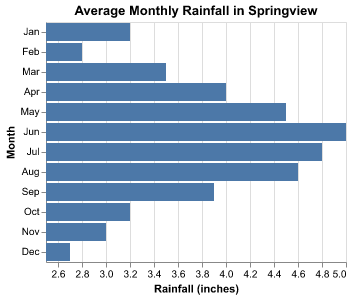 Average Monthly Rainfall in Springview
Month
Jan
Feb
Mar
Apr
May
Jun
Jul
Aug
Sep
Oct
Nov
Dec
2.6 2.8 3.0 3.2 3.4 3.6 3.8 4.0 4.2 4.4 4.6 4.8 5.0
Rainfall (inches)